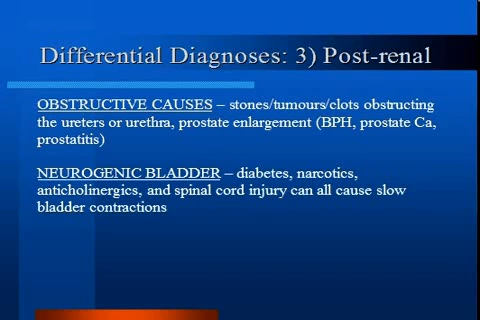 Differential Diagnoses: 3) Post-renal
OBSTRUCTIVE CAUSES – stones/tumours/clots obstructing
the ureters or urethra, prostate enlargement (BPH, prostate Ca,
prostatitis)
NEUROGENIC BLADDER – diabetes, narcotics,
anticholinergics, and spinal cord injury can all cause slow
bladder contractions